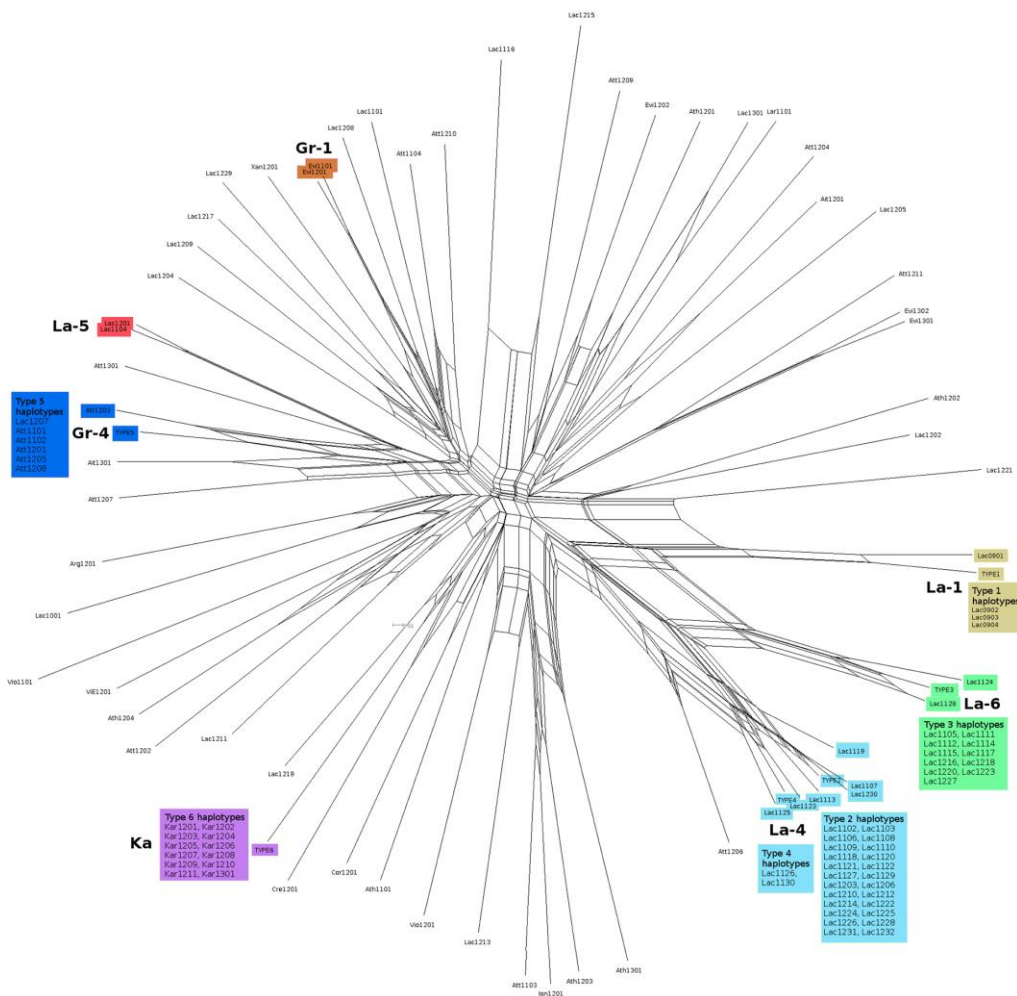 Lac1215
Lac1116
Att1209
Evi1202
Ath1201
Lac1301
Lar1101
Lac1101
Lac1208
Att1210
Att1104
Gr-1
Evi1101
Evi1201
Xan1201
Lac1229
Att1204
Lac1217
Lac1205
Lac1209
Lac1204
Att1211
Evi1302
Evi1301
La-5
Lac1201
Lac1104
Att1301
Ath1202
Type 5
haplotypes
Lac1207
Att1101
Att1102
Att1201
Att1205
Att1208
Att1203
Gr-4
TYPE5
Lac1202
Lac1221
Att1207
Lac0901
TYPE1
La-1
Type 1
haplotypes
Lac0902
Lac0903
Lac0904
Arg1201
Lac1001
Vio1101
Lac1124
TYPE3
Lac1128
La-6
Type 3 haplotypes
Lac1105, Lac1111
Lac1112, Lac1114
Lac1115, Lac1117
Lac1216, Lac1218
Lac1220, Lac1223
Lac1227
ViE1201
Ath1204
Att1202
Lac1211
Lac1119
Lac1219
TYPE2
Lac1107
Lac1230
TYPE4
Lac1113
Lac1123
Lac1125
La-4
Type 4
haplotypes
Lac1126,
Lac1130
Type 2 haplotypes
Lac1102, Lac1103
Lac1106, Lac1108
Lac1109, Lac1110
Lac1118, Lac1120
Lac1121, Lac1122
Lac1127, Lac1129
Lac1203, Lac1206
Lac1210, Lac1212
Lac1214, Lac1222
Lac1224, Lac1225
Lac1226, Lac1228
Lac1231, Lac1232
Ka
Type 6 haplotypes
Kar1201, Kar1202
Kar1203, Kar1204
Kar1205, Kar1206
Kar1207, Kar1208
Kar1209, Kar1210
Kar1211, Kar1301
TYPE6
Att1206
Cre1201
Cor1201
Ath1101
Vio1201
Lac1213
Att1103
Ion1201
Ath1203
Ath1301